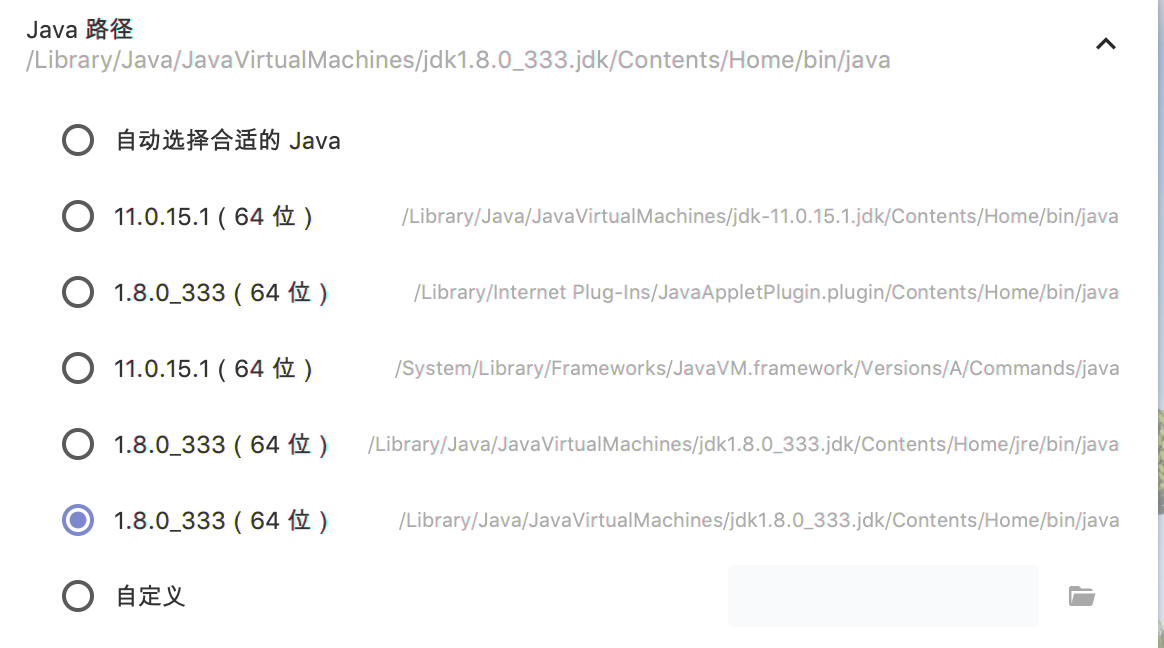 Java 路径
/Library/Java/JavaVirtualMachines/jdk1.8.0_333.jdk/Contents/Home/bin/java
自动选择合适的 Java
11.0.15.1 ( 64 位 ) /Library/Java/JavaVirtualMachines/jdk-11.0.15.1.jdk/Contents/Home/bin/java
1.8.0_333 ( 64 位 ) /Library/Internet Plug-Ins/JavaAppletPlugin.plugin/Contents/Home/bin/java
11.0.15.1 ( 64 位 ) /System/Library/Frameworks/JavaVM.framework/Versions/A/Commands/java
1.8.0_333 ( 64 位 ) /Library/Java/JavaVirtualMachines/jdk1.8.0_333.jdk/Contents/Home/jre/bin/java
1.8.0_333 ( 64 位 ) /Library/Java/JavaVirtualMachines/jdk1.8.0_333.jdk/Contents/Home/bin/java
自定义